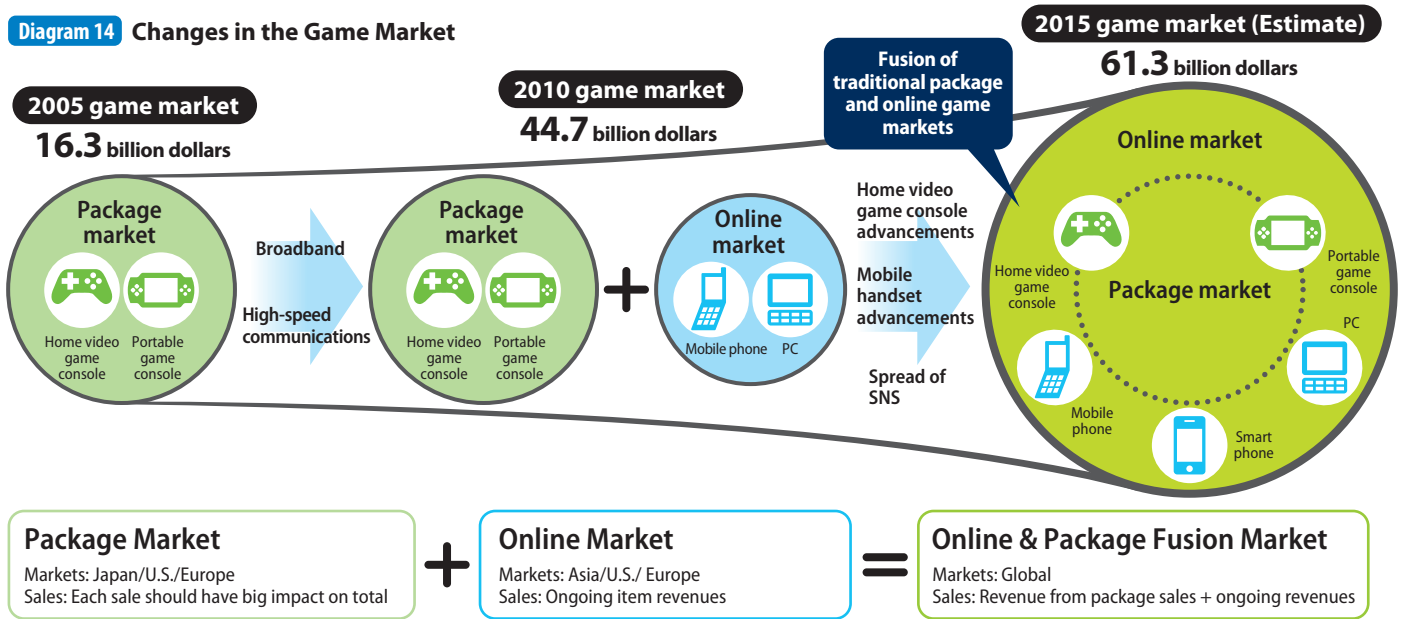 Diagram 14 Changes in the Game Market
2005 game market
16.3 billion dollars
2010 game market
44.7 billion dollars
2015 game market (Estimate)
61.3 billion dollars
Fusion of
traditional package
and online game
markets
Package
market
Home video
game
console
Portable
game
console
Broadband
High-speed
communications
Package
market
Home video
game
console
Portable
game
console
+
Online
market
Mobile phone
PC
Home video
game console
advancements
Mobile
handset
advancements
Spread of
SNS
Online market
Package market
Home video
game
console
Portable
game
console
Mobile
phone
PC
Smart
phone
Package Market
Markets: Japan/U.S./Europe
Sales: Each sale should have big impact on total
+
Online Market
Markets: Asia/U.S./ Europe
Sales: Ongoing item revenues
=
Online & Package Fusion Market
Markets: Global
Sales: Revenue from package sales + ongoing revenues